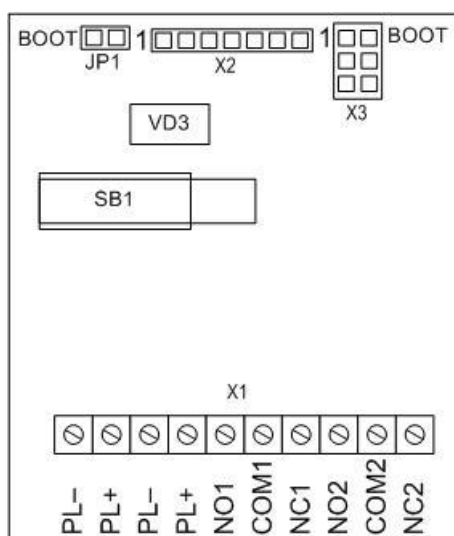 BOOT 1 1 BOOT
JP1 X2 X3
VD3
SB1
X1
PL– PL+ PL– PL+ NO1 COM1 NC1 NO2 COM2 NC2